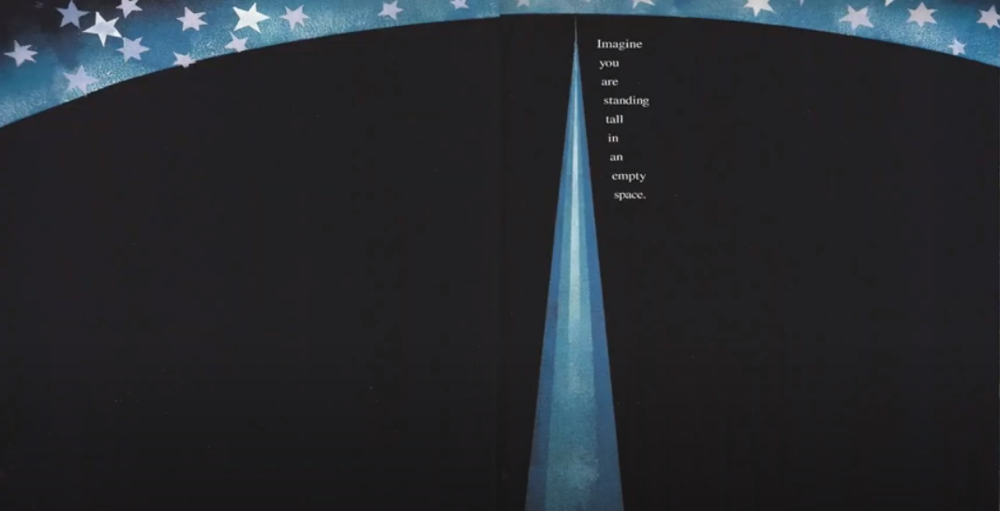 Imagine
you
are
standing
tall
in
an
empty
space.